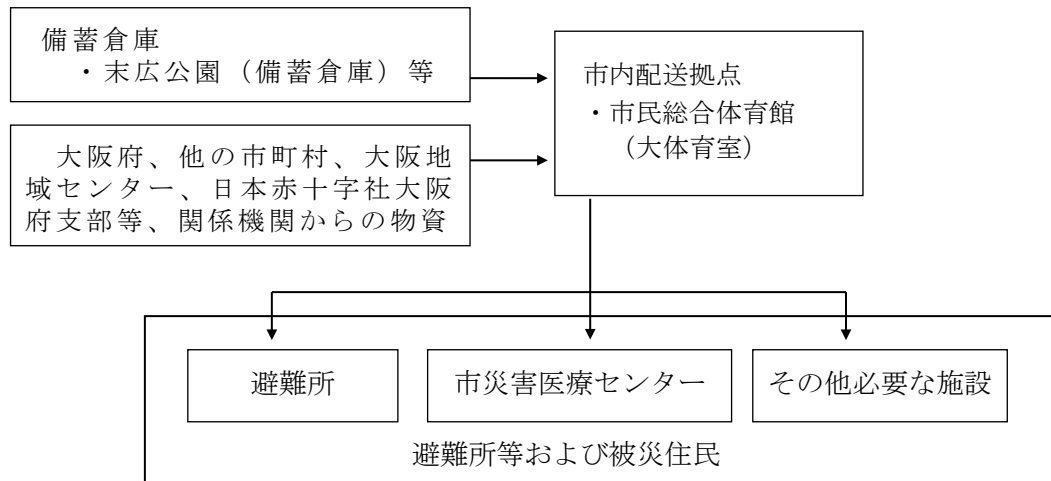 備蓄倉庫
・末広公園（備蓄倉庫）等
大阪府、他の市町村、大阪地
域センター、日本赤十字社大阪
府支部等、関係機関からの物資
市内配送拠点
・市民総合体育館
（大体育室）
避難所
市災害医療センター
その他必要な施設
避難所等および被災住民